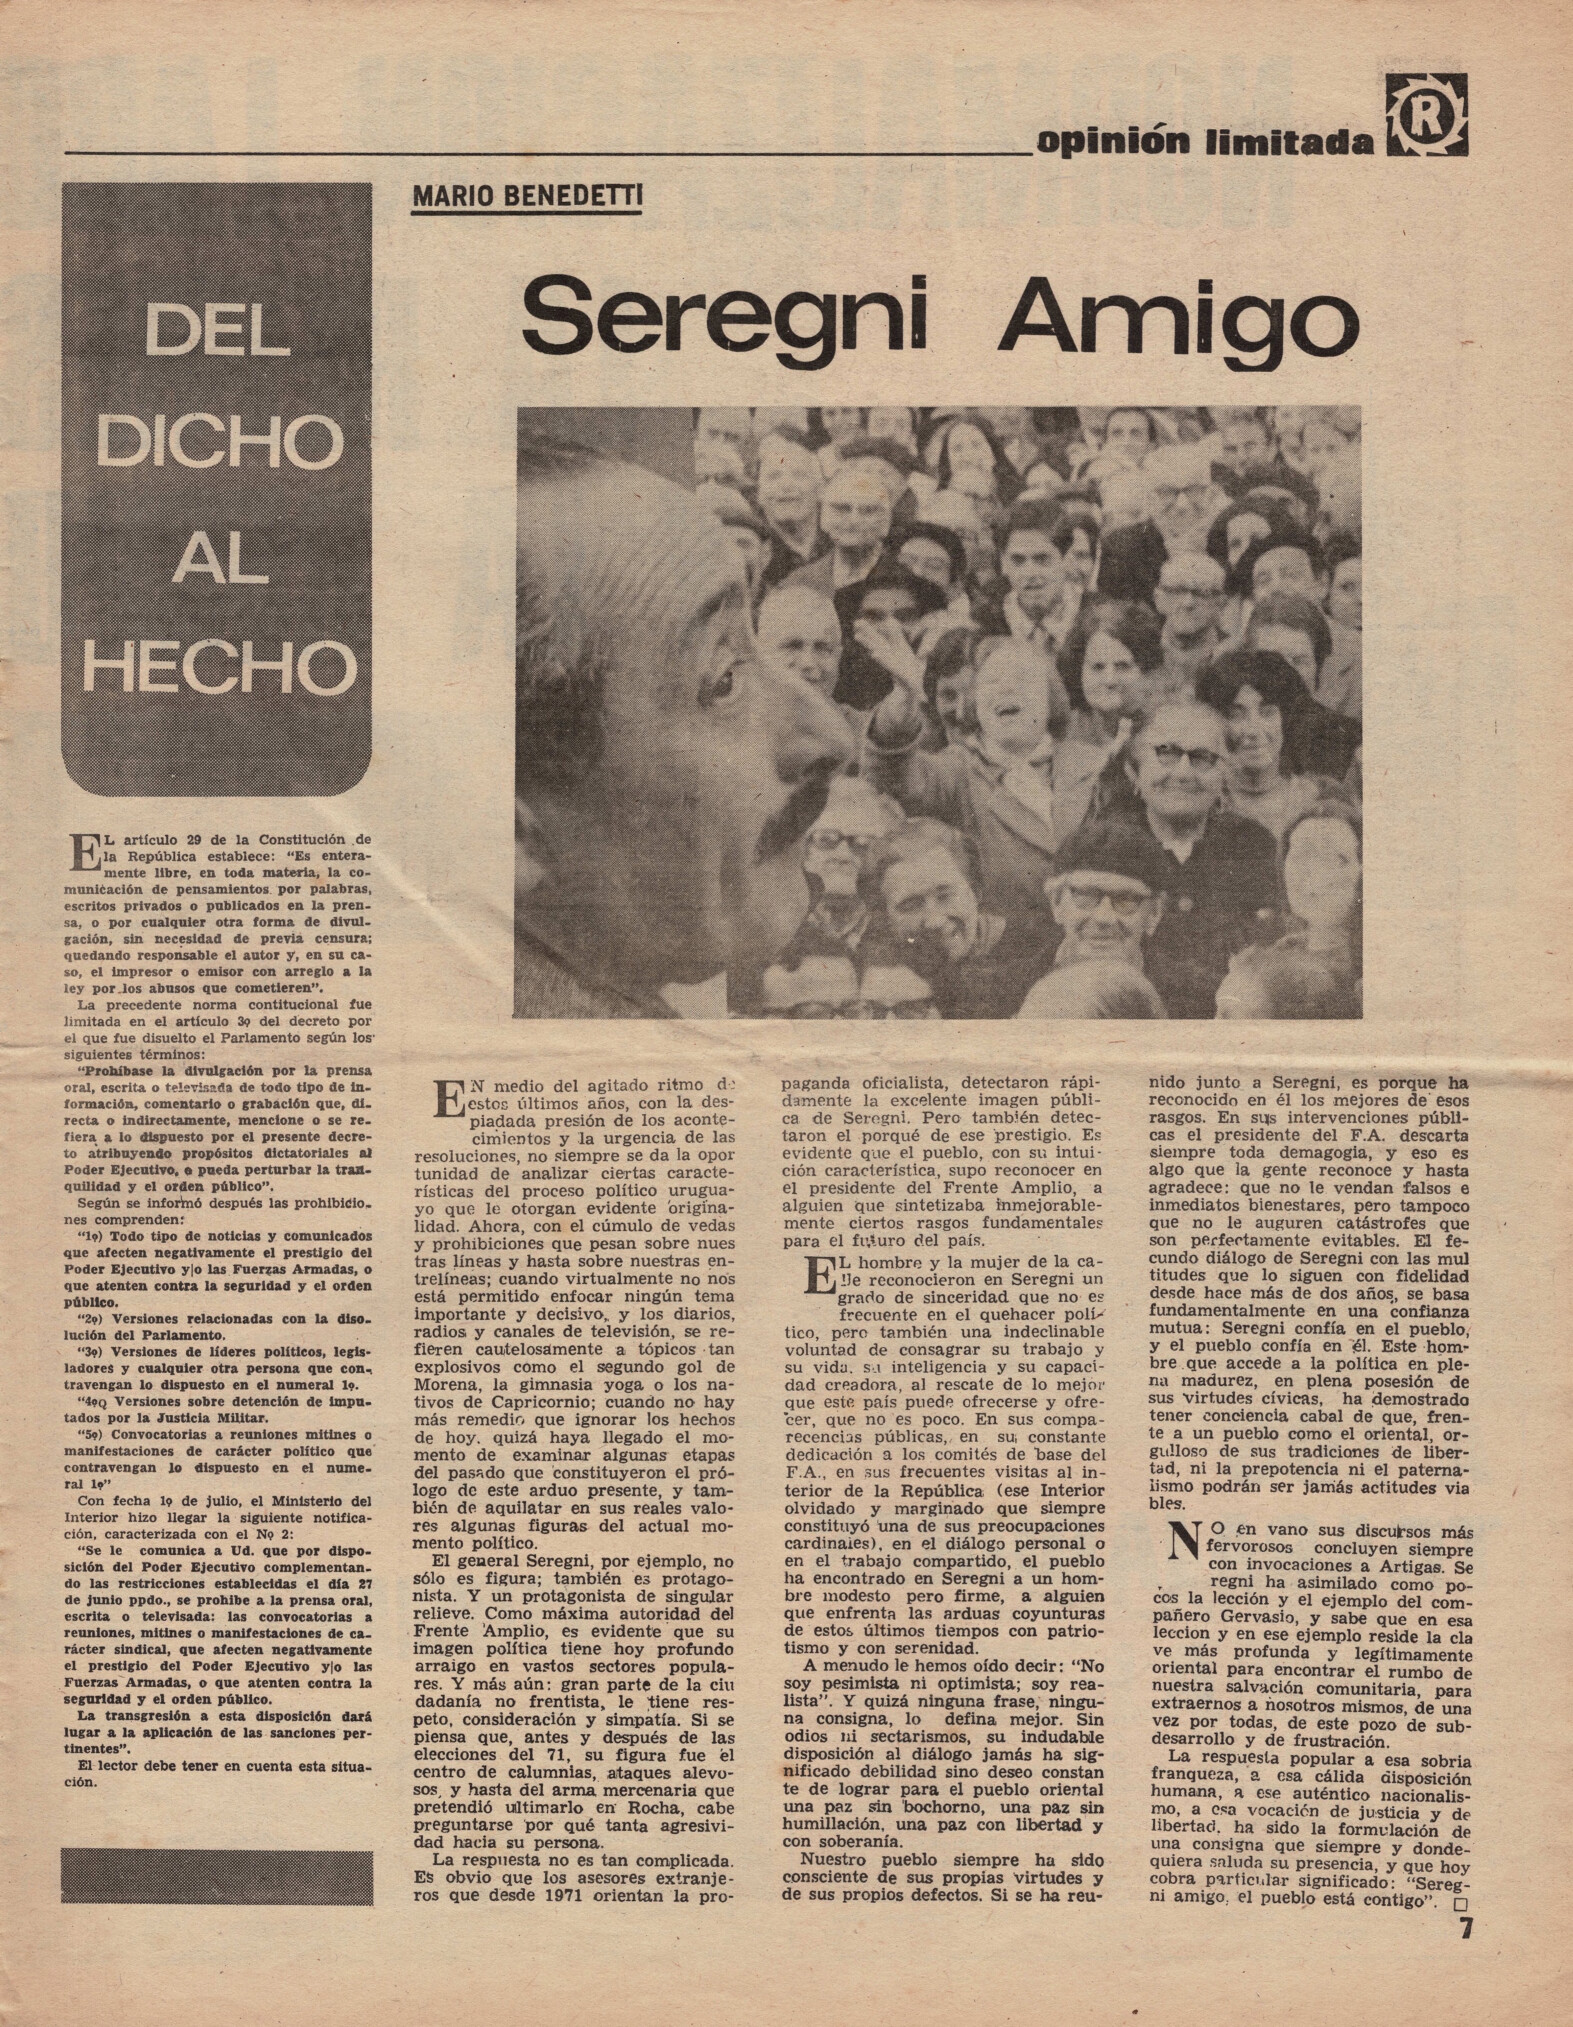 opinión limitada
R
DEL
DICHO
AL
HECHO
EL artículo 29 de la Constitución de
la República establece: “Es entera-
mente libre, en toda materia, la co-
municación de pensamientos por palabras,
escritos privados o publicados en la pren-
sa, o por cualquier otra forma de divul-
gación, sin necesidad de previa censura;
quedando responsable el autor y, en su ca-
so, el impresor o emisor con arreglo a la
ley por los abusos que cometieren”.
La precedente norma contitucional fue
limitada en el artículo 3º del decreto por
el que fue disuelto el Parlamento según los
siguientes términos:
“Prohíbase la divulgación por la prensa
oral, escrita o televisada de todo tipo de in-
formación, comentario o grabación que, di-
recta o indirectamente, mencione o se re-
fiera a lo dispuesto por el presente decre-
to atribuyendo propósitos dictatoriales al
Poder Ejecutivo, o pueda perturbar la tran-
quilidad y el orden público”.
Según se informó después las prohibicio-
nes comprenden:
“1º) Todo tipo de noticias y comunicados
que afecten negativamente el prestigio del
Poder Ejecutivo y|o las Fuerzas Armadas, o
que atenten contra la seguridad y el orden
público.
“2º) Versiones relacionadas con la diso-
lución del Parlamento.
“3º) Versiones de líderes políticos, legis-
ladores y cualquier otra persona que con-
travengan lo dispuesto en el numeral 1º.
“4ºQ Versiones sobre detención de impu-
tados por la Justicia Militar.
“5º) Convocatorias a reuniones mitines o
manifestaciones de carácter político que
contravengan lo dispuesto en el nume-
ral 1º”
Con fecha 1º de julio, el Ministerio del
Interior hizo llegar la siguiente notifica-
ción, caracterizada con el Nº 2:
“Se le comunica a Ud. que por dispo-
sición del Poder Ejecutivo complementan-
do las restricciones establecidas el día 27
de junio ppdo., se prohibe a la prensa oral,
escrita o televisada: las convocatorias a
reuniones, mitines o manifestaciones de ca-
rácter sindical, que afecten negativamente
el prestigio del Poder Ejecutivo y|o las
Fuerzas Armadas, o que atenten contra la
seguridad y el orden público.
La transgresión a esta disposición dará
lugar a la aplicación de las sanciones per-
tinentes”.
El lector debe tener en cuenta esta situa-
ción.
MARIO BENEDETTI
Seregni Amigo
EN medio del agitado ritmo de
estos últimos años, con la des-
piadada presión de los aconte-
cimientos y la urgencia de las
resoluciones, no siempre se da la opor
tunidad de analizar ciertas caracte-
rísticas del proceso político urugua-
yo que le otorgan evidente origina-
lidad. Ahora, con el cúmulo de vedas
y prohibiciones que pesan sobre nues
tras líneas y hasta sobre nuestras en-
trelíneas; cuando virtualmente no nos
está permitido enfocar ningún tema
importante y decisivo, y los diarios,
radios y canales de televisión, se re-
fieren cautelosamente a tópicos tan
explosivos como el segundo gol de
Morena, la gimnasia yoga o los na-
tivos de Capricornio; cuando no hay
más remedio que ignorar los hechos
de hoy, quizá haya llegado el mo-
mento de examinar algunas etapas
del pasado que constituyeron el pró-
logo de este arduo presente, y tam-
bién de aquilatar en sus reales valo-
res algunas figuras del actual mo-
mento político.
El general Seregni, por ejemplo, no
sólo es figura; también es protago-
nista. Y un protagonista de singular
relieve. Como máxima autoridad del
Frente Amplio, es evidente que su
imagen política tiene hoy profundo
arraigo en vastos sectores popula-
res. Y más aún: gran parte de la ciu
dadanía no frentista, le tiene res-
peto, consideración y simpatía. Si se
piensa que, antes y después de las
elecciones del 71, su figura fue el
centro de calumnias, ataques alevo-
sos, y hasta del arma mercenaria que
pretendió ultimarlo en Rocha, cabe
preguntarse por qué tanta agresivi-
dad hacia su persona.
La respuesta no es tan complicada.
Es obvio que los asesores extranje-
ros que desde 1971 orientan la pro-
paganda oficialista, detectaron rápi-
damente la excelente imagen públi-
ca de Seregni. Pero también detec-
taron el porqué de ese prestigio. Es
evidente que el pueblo, con su intui-
ción característica, supo reconocer en
el presidente del Frente Amplio, a
alguien que sintetizaba inmejorable-
mente ciertos rasgos fundamentales
para el futuro del país.
EL hombre y la mujer de la ca-
lle reconocieron en Seregni un
grado de sinceridad que no es
frecuente en el quehacer polí-
tico, pero también una indeclinable
voluntad de consagrar su trabajo y
su vida, su inteligencia y su capaci-
dad creadora, al rescate de lo mejor
que este país puede ofrecerse y ofre-
cer, que no es poco. En sus compa-
recencias públicas, en su constante
dedicación a los comités de base del
F.A., en sus frecuentes visitas al in-
terior de la República (ese Interior
olvidado y marginado que siempre
constituyó una de sus preocupaciones
cardinales), en el diálogo personal o
en el trabajo compartido, el pueblo
ha encontrado en Seregni a un hom-
bre modesto pero firme, a alguien
que enfrenta las arduas coyunturas
de estos últimos tiempos con patrio-
tismo y con serenidad.
A menudo le hemos oído decir: “No
soy pesimista ni optimista; soy rea-
lista”. Y quizá ninguna frase, ningu-
na consigna, lo defina mejor. Sin
odios ni sectarismos, su indudable
disposición al diálogo jamás ha sig-
nificado debilidad sino deseo constan
te de lograr para el pueblo oriental
una paz sin bochorno, una paz sin
humillación, una paz con libertad y
con soberanía.
Nuestro pueblo siempre ha sido
consciente de sus propias virtudes y
de sus propios defectos. Si se ha reu-
nido junto a Seregni, es porque ha
reconocido en él los mejores de esos
rasgos. En sus intervenciones públi-
cas el presidente del F.A. descarta
siempre toda demagogia, y eso es
algo que la gente reconoce y hasta
agradece: que no le vendan falsos e
inmediatos bienestares, pero tampoco
que no le auguren catástrofes que
son perfectamente evitables. El fe-
cundo diálogo de Seregni con las mul
titudes que lo siguen con fidelidad
desde hace más de dos años, se basa
fundamentalmente en una confianza
mutua: Seregni confía en el pueblo,
y el pueblo confía en él. Este hom-
bre que accede a la política en ple-
na madurez, en plena posesión de
sus virtudes cívicas, ha demostrado
tener conciencia cabal de que, fren-
te a un pueblo como el oriental, or-
gulloso de sus tradiciones de liber-
tad, ni la prepotencia ni el paterna-
lismo podrán ser jamás actitudes via
bles.
NO en vano sus discursos más
fervorosos concluyen siempre
con invocaciones a Artigas. Se
regni ha asimilado como po-
cos la lección y el ejemplo del com-
pañero Gervasio, y sabe que en esa
leccion y en ese ejemplo reside la cla
ve más profunda y legítimamente
oriental para encontrar el rumbo de
nuestra salvación comunitaria, para
extraernos a nosotros mismos, de una
vez por todas, de este pozo de sub-
desarrollo y de frustración.
La respuesta popular a esa sobria
franqueza, a esa cálida disposición
humana, a ese auténtico nacionalis-
mo, a esa vocación de justicia y de
libertad, ha sido la formulación de
una consigna que siempre y donde-
quiera saluda su presencia, y que hoy
cobra particular significado: “Sereg-
ni amigo, el pueblo está contigo”. □
7